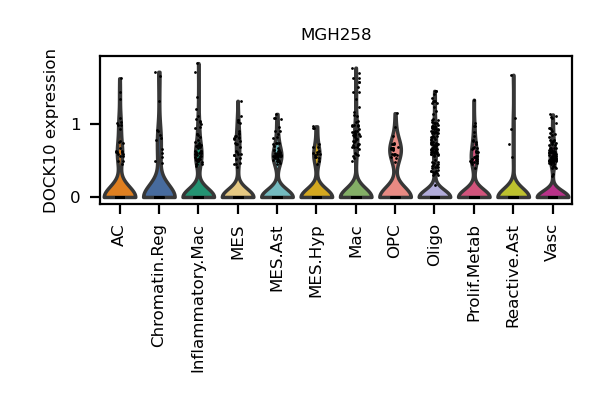 MGH258
DOCK10 expression
1
0
AC
Chromatin.Reg
Inflammatory.Mac
MES
MES.Ast
MES.Hyp
Mac
OPC
Oligo
Prolif.Metab
Reactive.Ast
Vasc